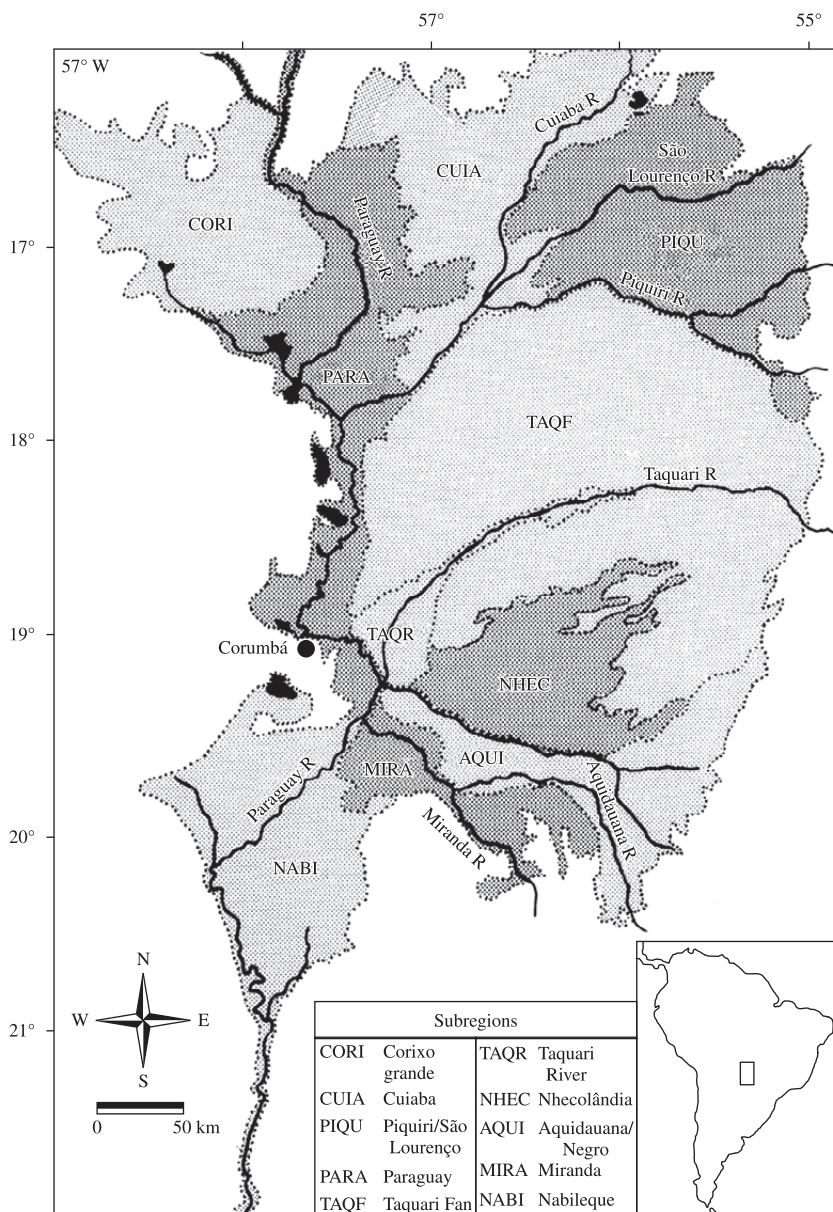 57°
55°
57° W
Cuiaba R
São
Lourenço R
CUIA
Paraguay R
CORI
17°
PIQU
Piquiri R
PARA
TAQF
18°
Taquari R
19°
TAQR
Corumbá
NHEC
AQUI
MIRA
Paraguay R
Aquidauana R
Miranda R
20°
NABI
N
W
E
S
21°
0 50 km
Subregions
CORI Corixo
grande
CUIA Cuiaba
PIQU Piquiri/São
Lourenço
PARA Paraguay
TAQF Taquari Fan
TAQR Taquari
River
NHEC Nhecolândia
AQUI Aquidauana/
Negro
MIRA Miranda
NABI Nabileque